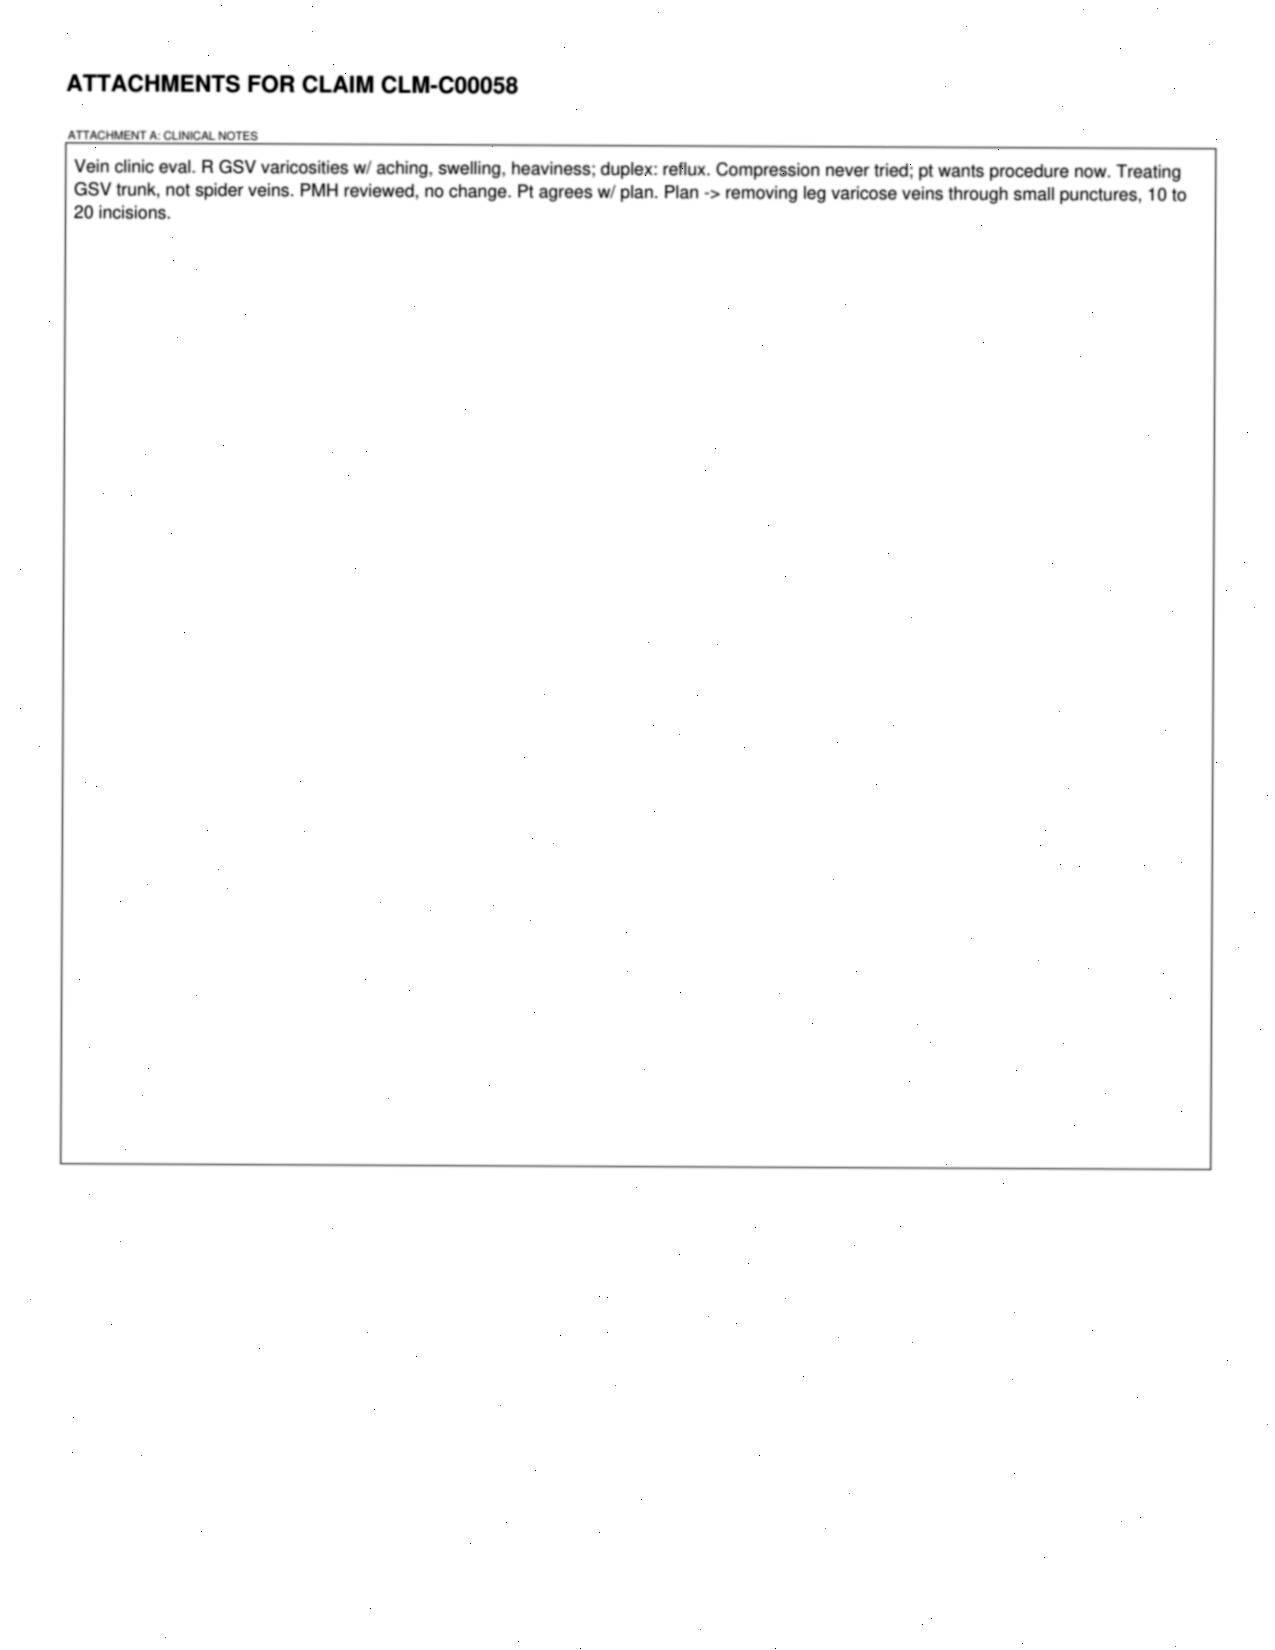 ATTACHMENTS FOR CLAIM CLM-C00058
ATTACHMENT A: CLINICAL NOTES
Vein clinic eval. R GSV varicosities w/ aching, swelling, heaviness; duplex: reflux. Compression never tried; pt wants procedure now. Treating
GSV trunk, not spider veins. PMH reviewed, no change. Pt agrees w/ plan. Plan -> removing leg varicose veins through small punctures, 10 to
20 incisions.